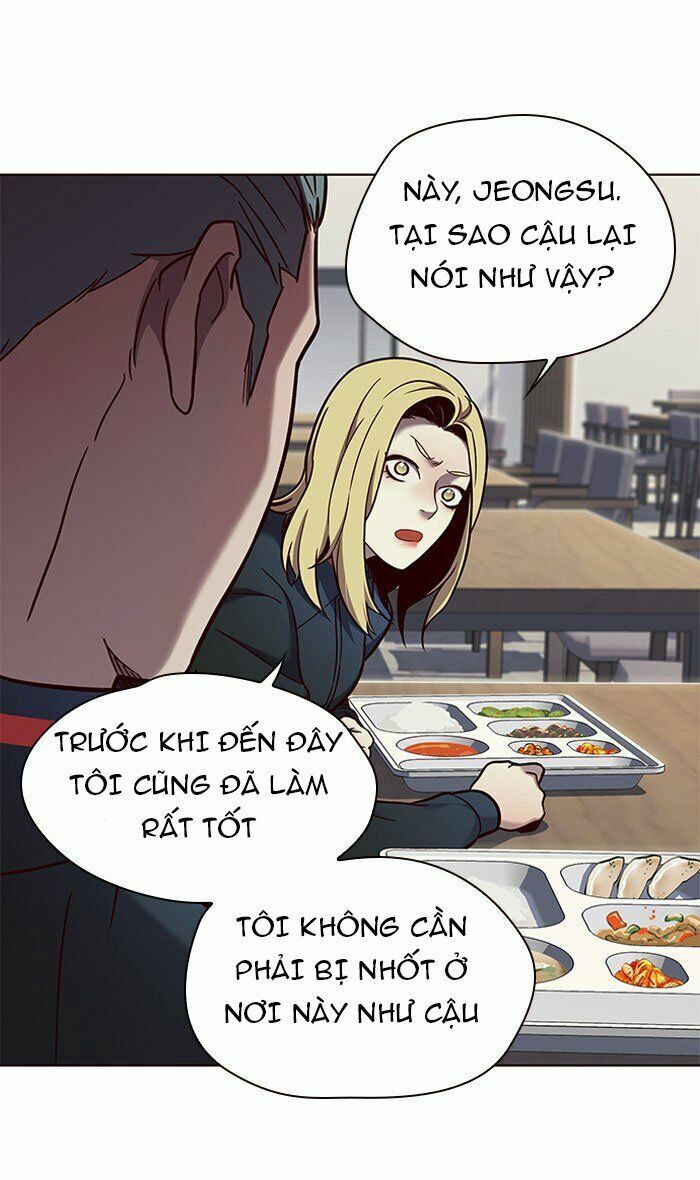 NÀY, JEONGSU.
TẠI SAO CẬU LẠI
NÓI NHƯ VẬY?
TRƯỚC KHI ĐẾN ĐÂY
TÔI CŨNG ĐÃ LÀM
RẤT TỐT
TÔI KHÔNG CẦN
PHẢI BỊ NHỐT Ở
NƠI NÀY NHƯ CẬU